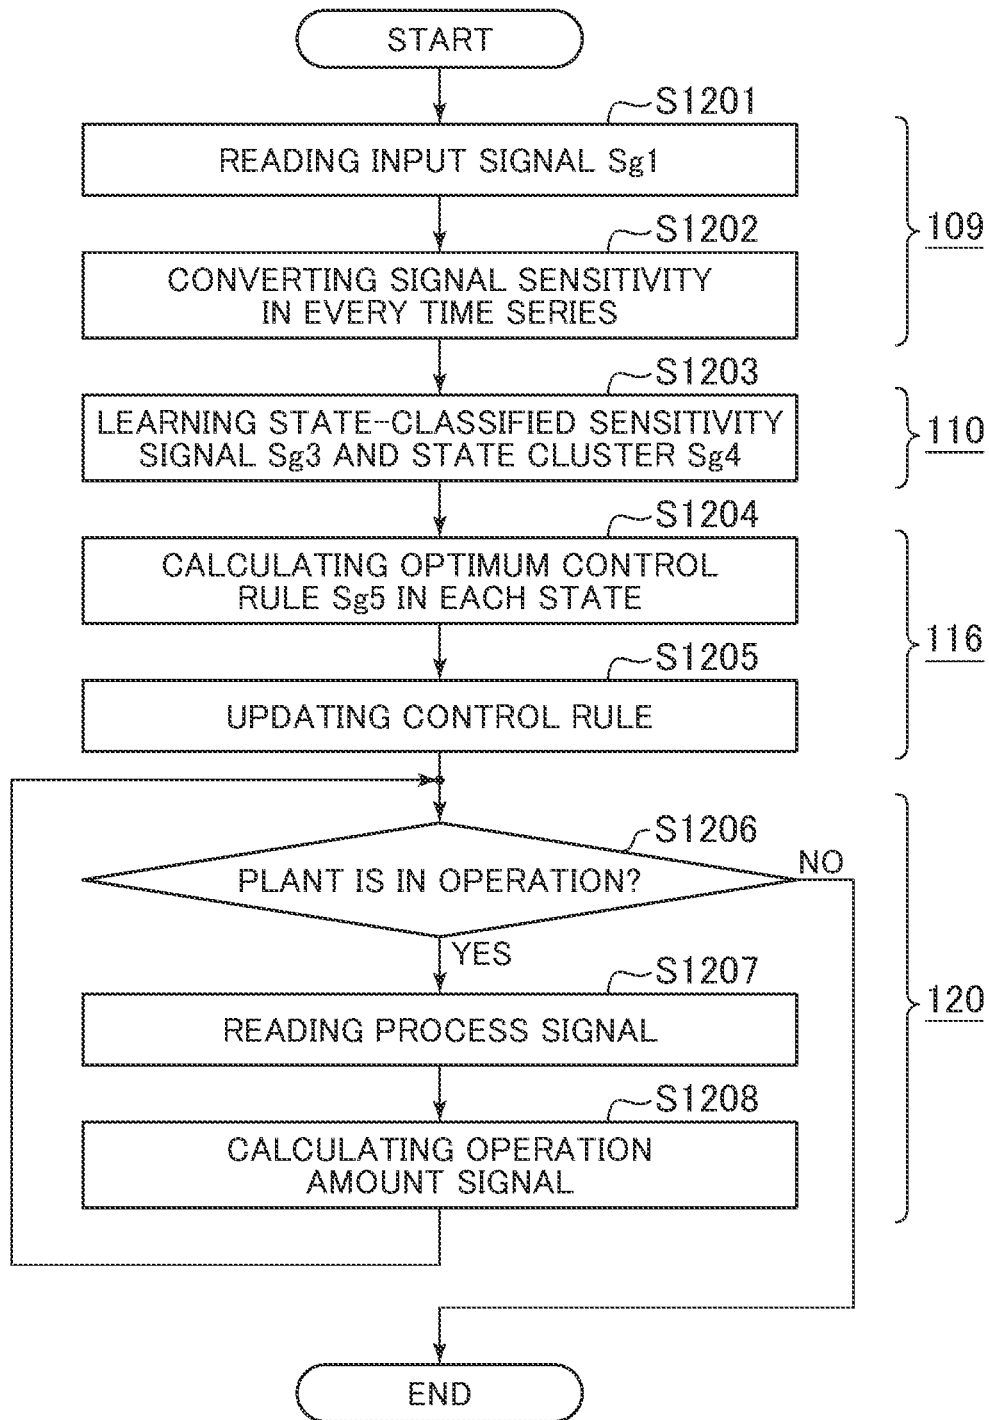 START
S1201
READING INPUT SIGNAL Sg1
109
S1202
CONVERTING SIGNAL SENSITIVITY
IN EVERY TIME SERIES
S1203
LEARNING STATE-CLASSIFIED SENSITIVITY
SIGNAL Sg3 AND STATE CLUSTER Sg4
110
S1204
CALCULATING OPTIMUM CONTROL
RULE Sg5 IN EACH STATE
116
S1205
UPDATING CONTROL RULE
S1206
PLANT IS IN OPERATION?
NO
YES
S1207
READING PROCESS SIGNAL
120
S1208
CALCULATING OPERATION
AMOUNT SIGNAL
END